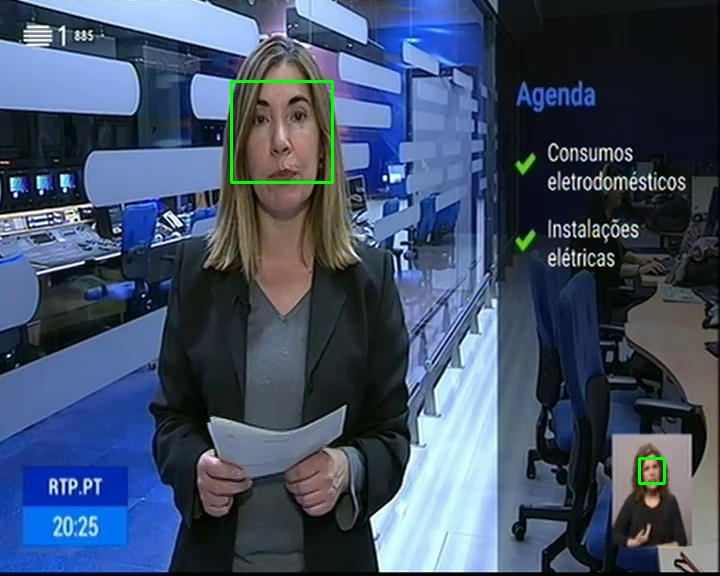 1 885
Agenda
Consumos
eletrodomésticos
Instalações
elétricas
RTP.PT
20:25